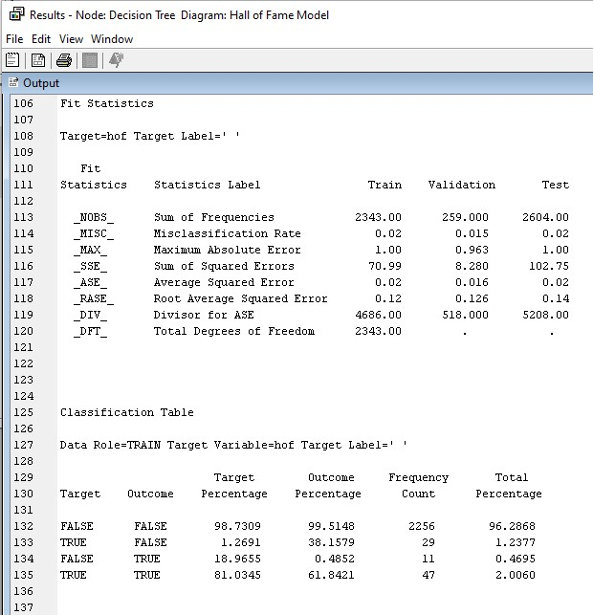 Results - Node: Decision Tree Diagram: Hall of Fame Model
File Edit View Window
Output
106 Fit Statistics
107
108 Target=hof Target Label=' '
109
110 Fit
111 Statistics Statistics Label Train Validation Test
112
113 _NOBS_ Sum of Frequencies 2343.00 259.000 2604.00
114 _MISC_ Misclassification Rate 0.02 0.015 0.02
115 _MAX_ Maximum Absolute Error 1.00 0.963 1.00
116 _SSE_ Sum of Squared Errors 70.99 8.280 102.75
117 _ASE_ Average Squared Error 0.02 0.016 0.02
118 _RASE_ Root Average Squared Error 0.12 0.126 0.14
119 _DIV_ Divisor for ASE 4686.00 518.000 5208.00
120 _DFT_ Total Degrees of Freedom 2343.00 . .
121
122
123
124
125 Classification Table
126
127 Data Role=TRAIN Target Variable=hof Target Label=' '
128
129 Target Outcome Frequency Total
130 Target Outcome Percentage Percentage Count Percentage
131
132 FALSE FALSE 98.7309 99.5148 2256 96.2868
133 TRUE FALSE 1.2691 38.1579 29 1.2377
134 FALSE TRUE 18.9655 0.4852 11 0.4695
135 TRUE TRUE 81.0345 61.8421 47 2.0060
136
137